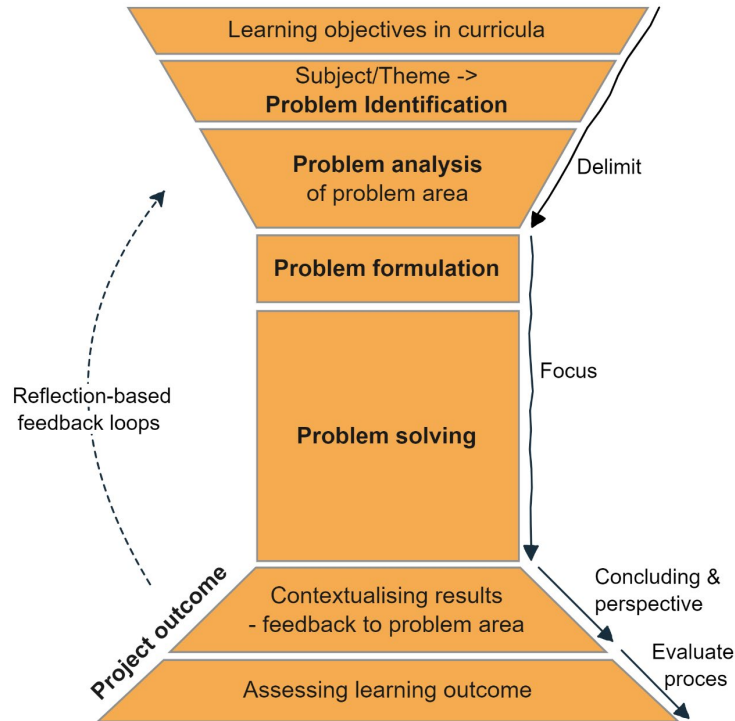 Learning objectives in curricula
Subject/Theme ->
Problem Identification
Problem analysis
of problem area
Delimit
Problem formulation
Focus
Reflection-based
feedback loops
Problem solving
Project outcome
Contextualising results
- feedback to problem area
Concluding &
perspective
Assessing learning outcome
Evaluate
proces